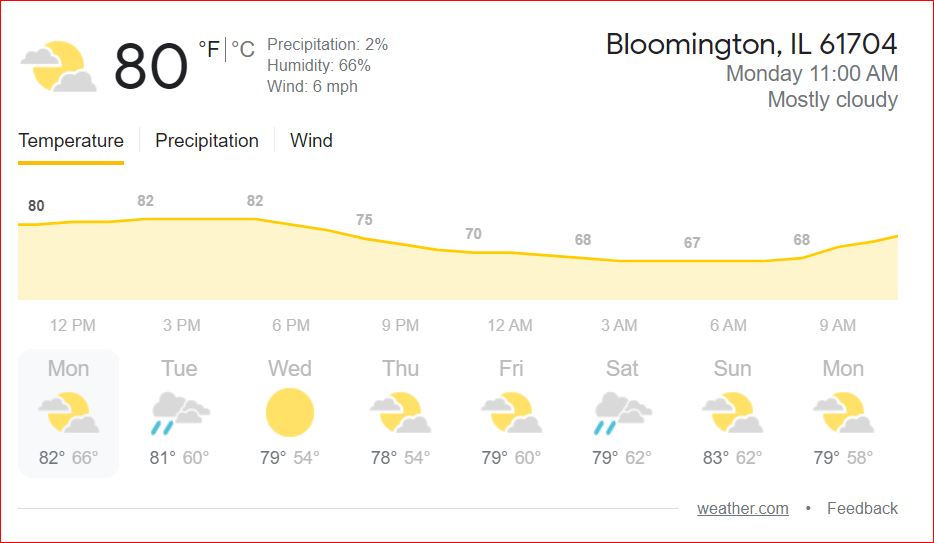 80 °F|°C
Precipitation: 2%
Humidity: 66%
Wind: 6 mph
Bloomington, IL 61704
Monday 11:00 AM
Mostly cloudy
Temperature Precipitation Wind
80 82 82 75 70 68 67 68
12 PM 3 PM 6 PM 9 PM 12 AM 3 AM 6 AM 9 AM
Mon Tue Wed Thu Fri Sat Sun Mon
82° 66° 81° 60° 79° 54° 78° 54° 79° 60° 79° 62° 83° 62° 79° 58°
weather.com • Feedback